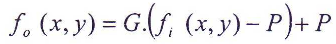 f_o (x, y) = G.(f_i (x, y) − P) + P